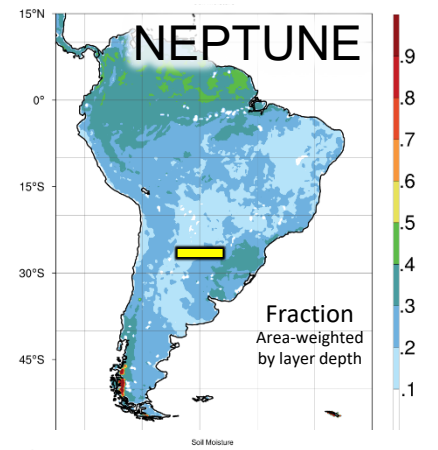 15°N
NEPTUNE
.9
.8
0°
.7
.6
15°S
.5
.4
30°S
.3
Fraction
Area-weighted
.2
by layer depth
45°S
.1
Soil Moisture